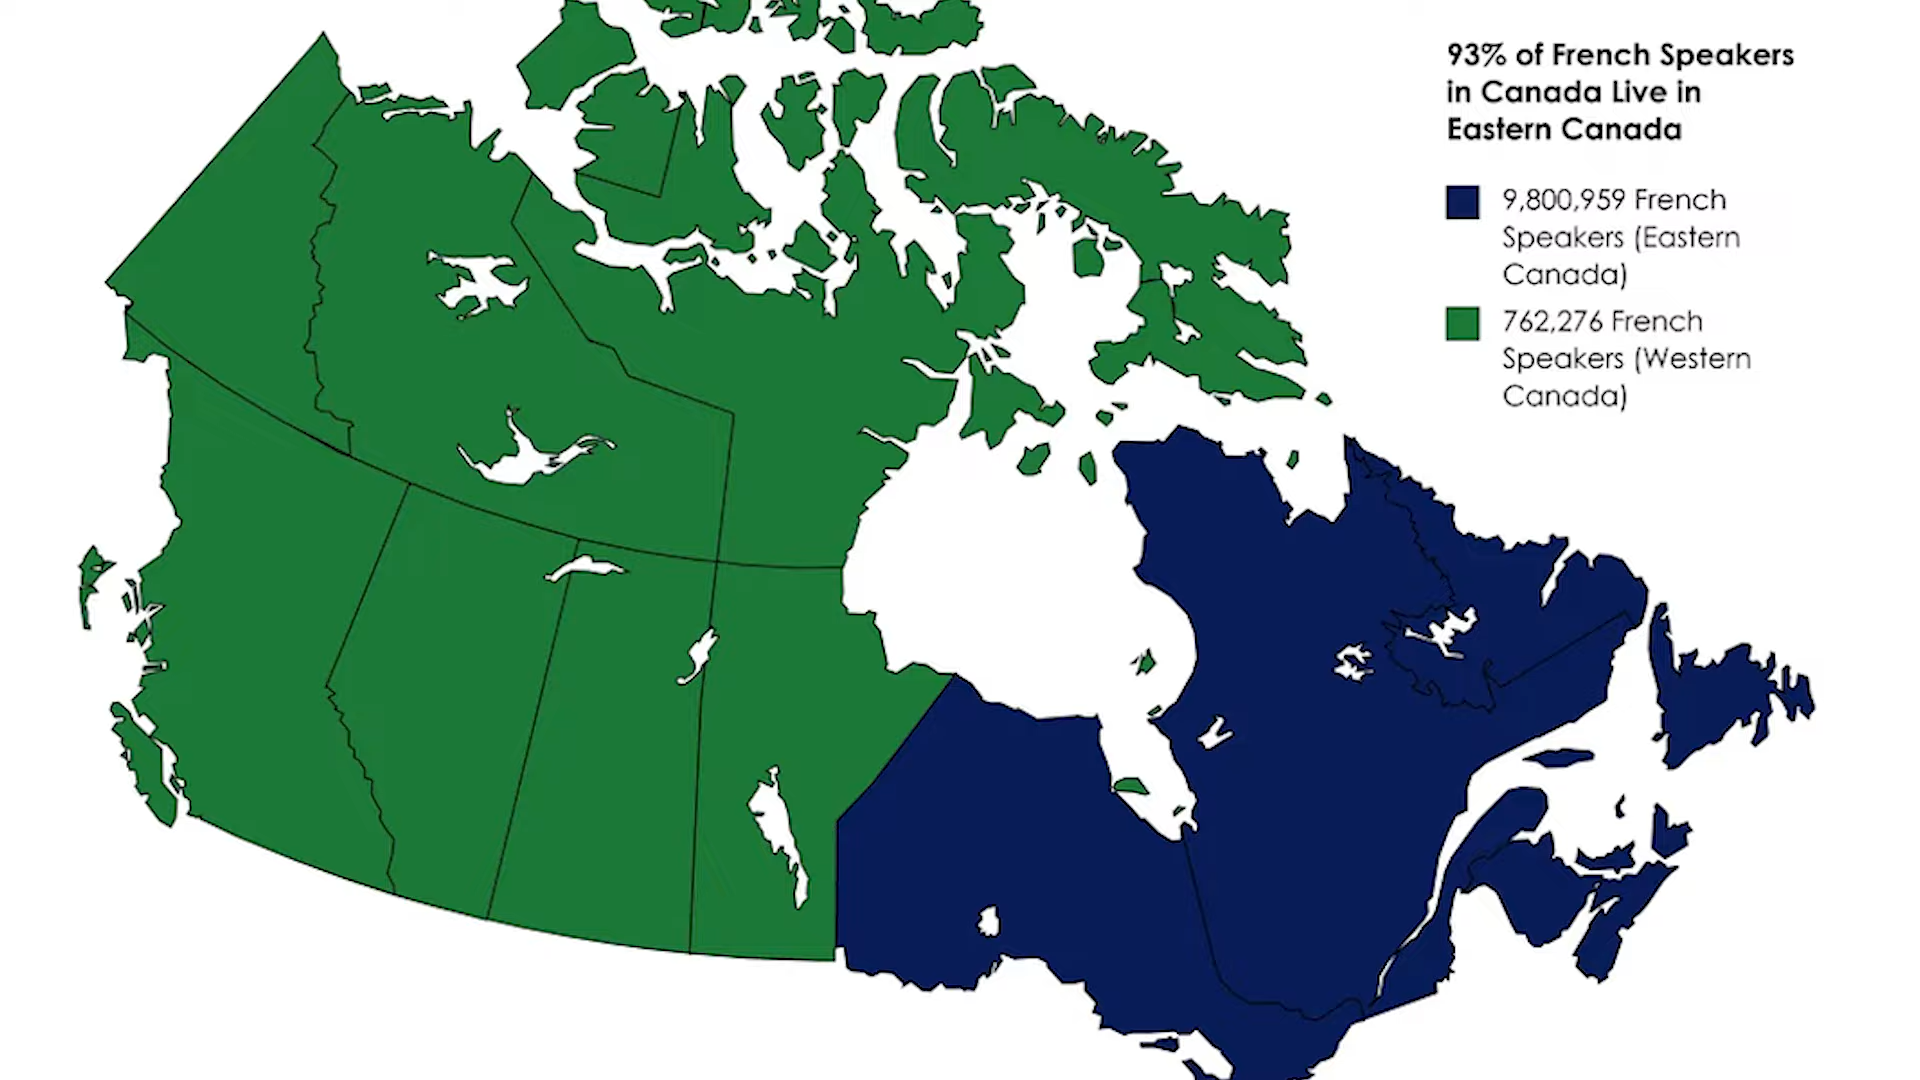 93% of French Speakers
in Canada Live in
Eastern Canada
9,800,959 French
Speakers (Eastern
Canada)
762,276 French
Speakers (Western
Canada)